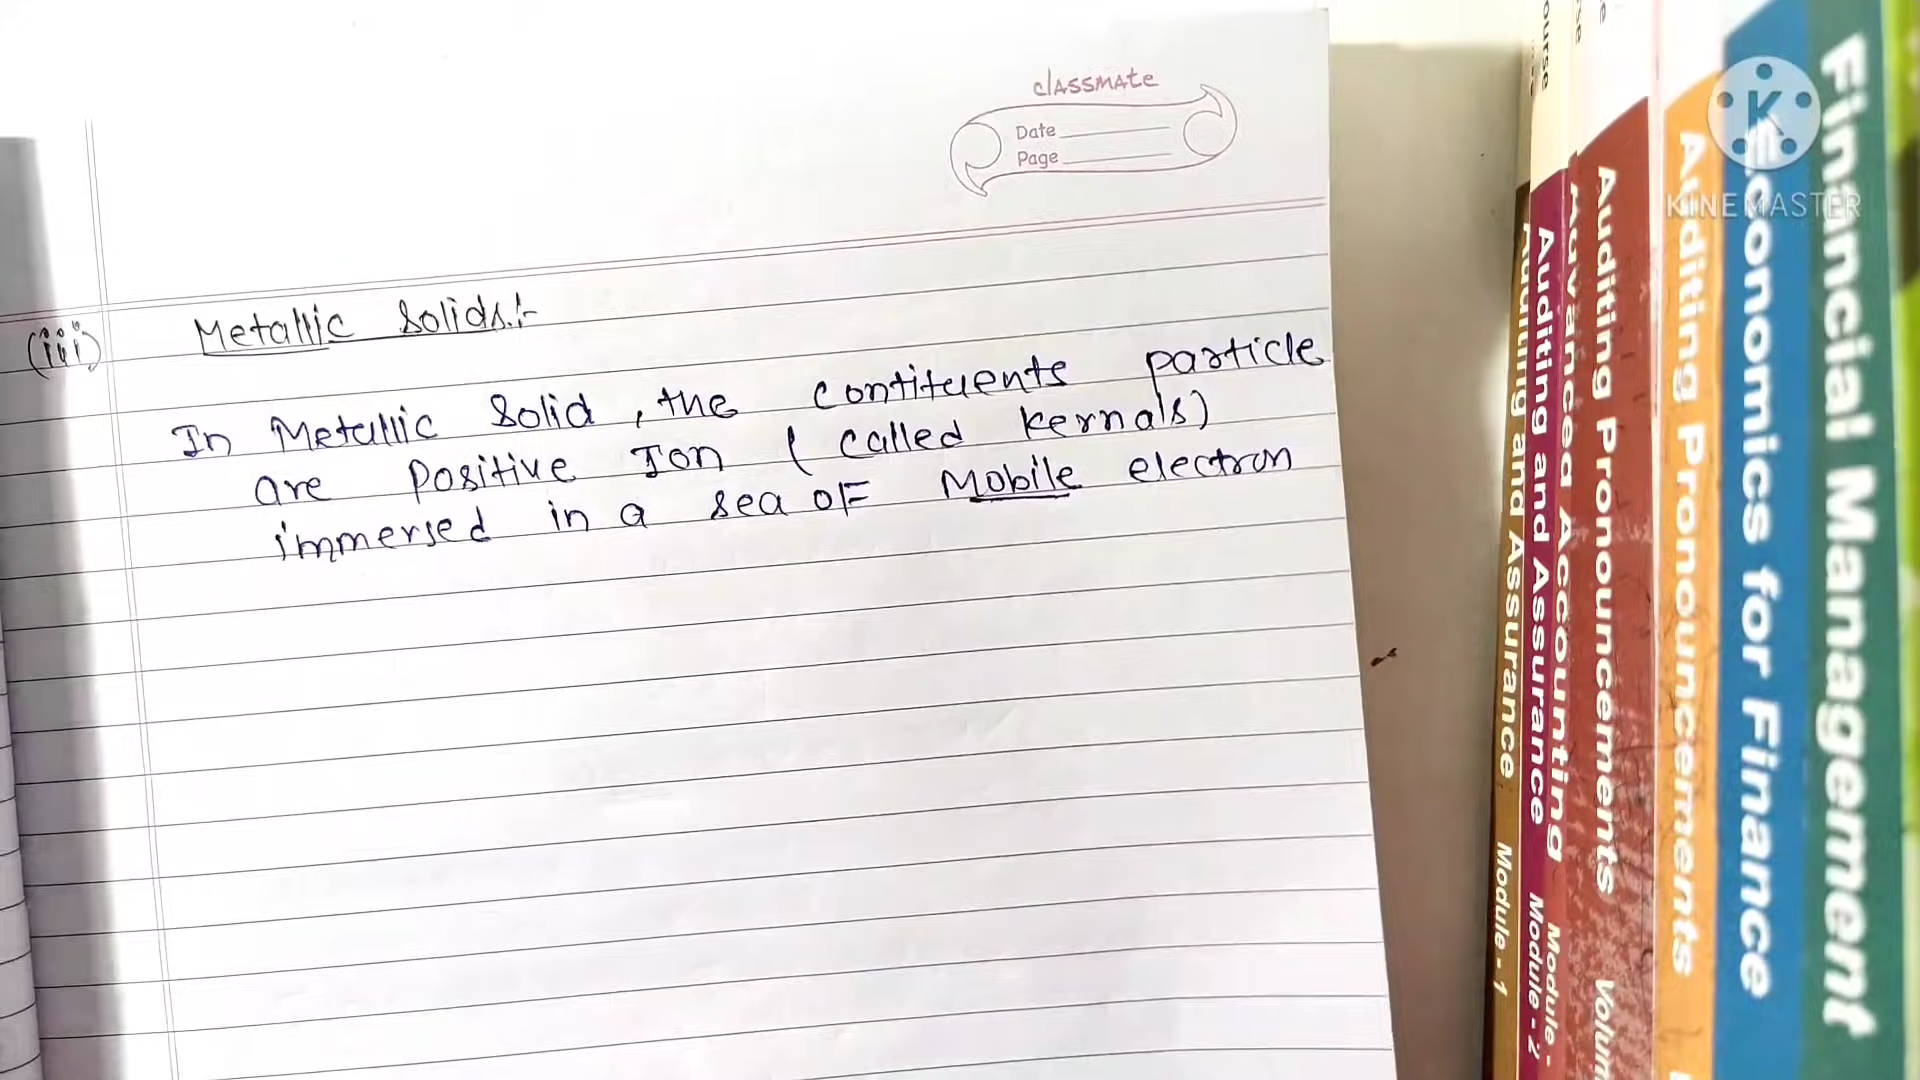 classmate
Date
Page
(iii) Metallic Solids:-
In Metallic Solid, the contituents particle
are positive Ion ( called kernals)
immersed in a sea of Mobile electron
KINEMASTER
Financial Management
Economics for Finance
Auditing Pronouncements
Auditing Pronouncements
Advanced Accounting Module -
Auditing and Assurance Module - 2
Auditing and Assurance Module - 1